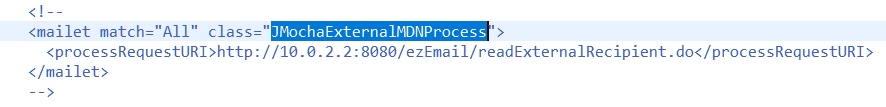 <!--
<mailet match="All" class="JMochaExternalMDNProcess">
<processRequestURI>http://10.0.2.2:8080/ezEmail/readExternalRecipient.do</processRequestURI>
</mailet>
-->